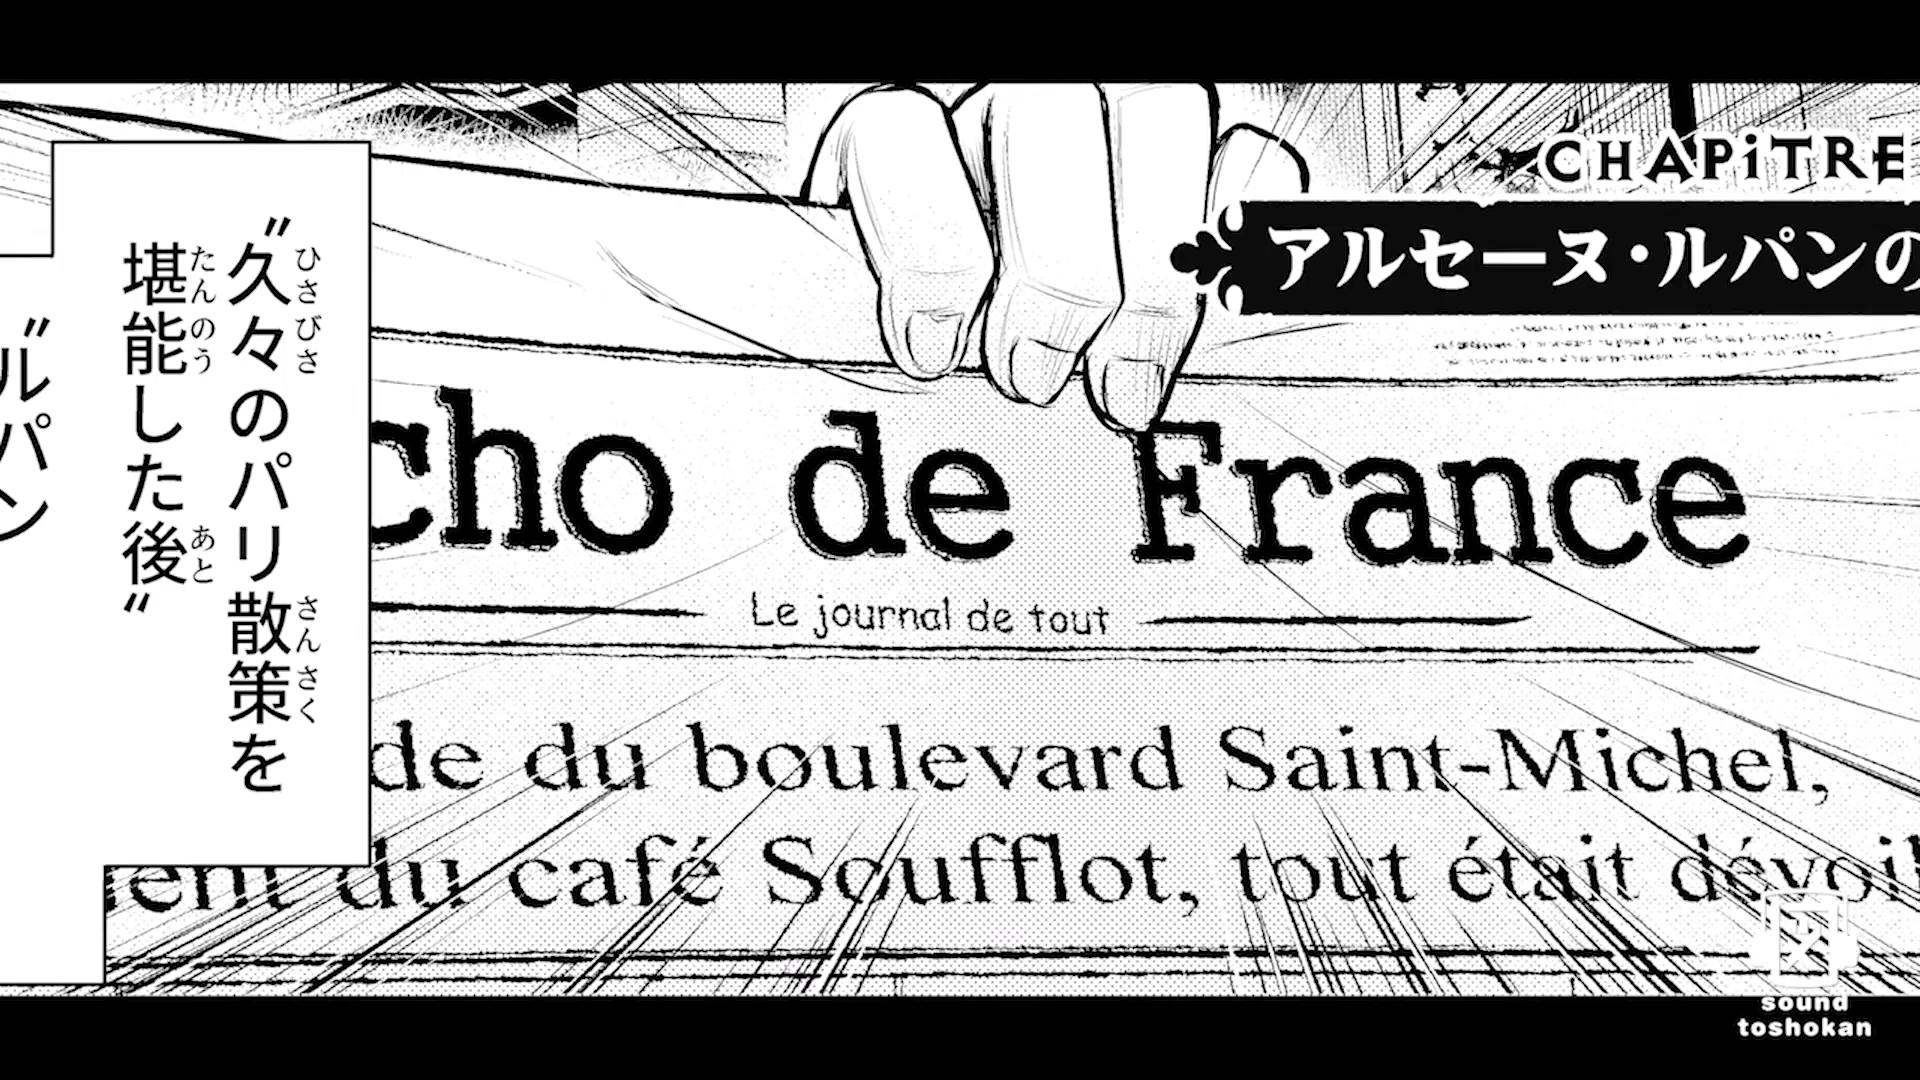 CHAPiTRE
アルセーヌ・ルパンの
cho de France
Le journal de tout
de du boulevard Saint-Michel,
ent du café Soufflot, tout était dévoil
〝久々のパリ散策を
堪能した後〟
〝ルパン
sound
toshokan